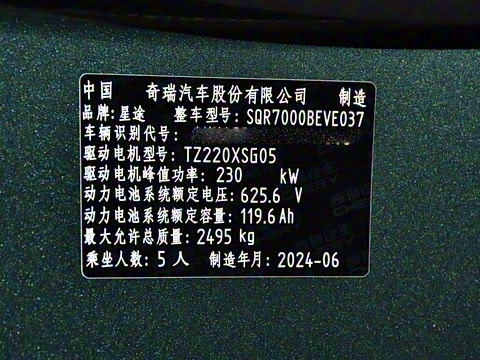 中国 奇瑞汽车股份有限公司 制造
品牌: 星途 整车型号: SQR7000BEVE037
车辆识别代号:
驱动电机型号: TZ220XSG05
驱动电机峰值功率: 230 kW
动力电池系统额定电压: 625.6 V
动力电池系统额定容量: 119.6 Ah
最大允许总质量: 2495 kg
乘坐人数: 5 人 制造年月: 2024-06